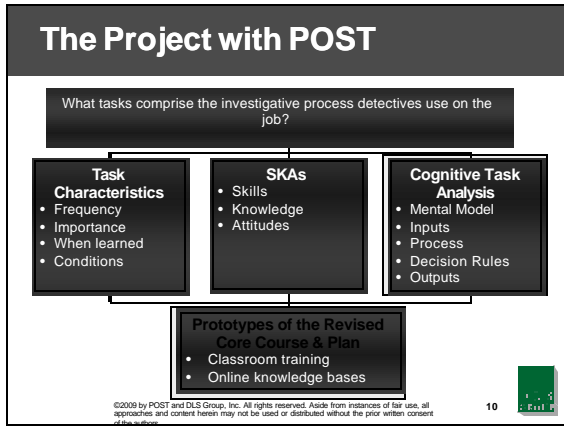 The Project with POST
What tasks comprise the investigative process detectives use on the
job?
Task
Characteristics
• Frequency
• Importance
• When learned
• Conditions
SKAs
• Skills
• Knowledge
• Attitudes
Cognitive Task
Analysis
• Mental Model
• Inputs
• Process
• Decision Rules
• Outputs
Prototypes of the Revised
Core Course & Plan
• Classroom training
• Online knowledge bases
©2009 by POST and DLS Group, Inc. All rights reserved. Aside from instances of fair use, all
approaches and content herein may not be used or distributed without the prior written consent
of the authors
10